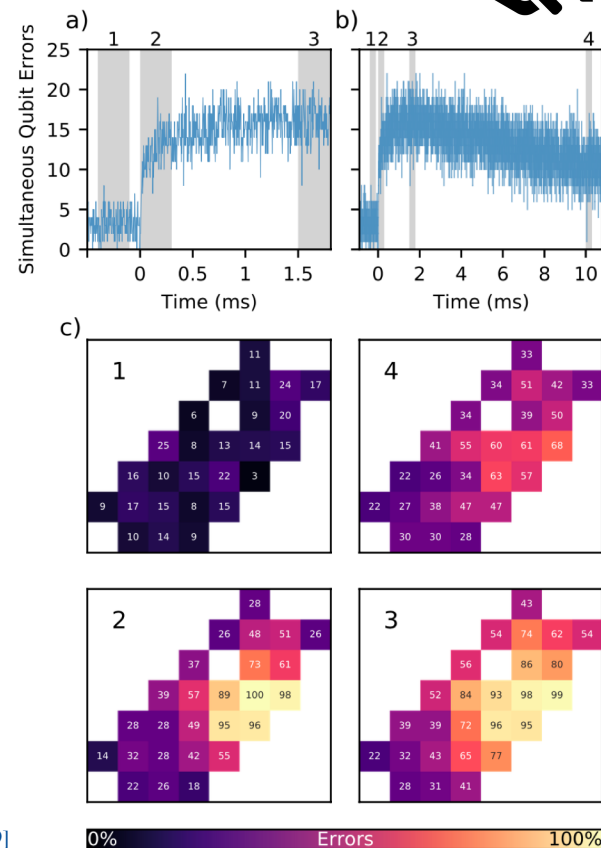 a)
b)
1 2 3
1 2 3 4
Simultaneous Qubit Errors
25
20
15
10
5
0
0 0.5 1 1.5
0 2 4 6 8 10
Time (ms)
Time (ms)
c)
1
11
7 11 24 17
6 9 20
25 8 13 14 15
16 10 15 22 3
9 17 15 8 15
10 14 9
4
33
34 51 42 33
34 39 50
41 55 60 61 68
22 26 34 63 57
22 27 38 47 47
30 30 28
2
28
26 48 51 26
37 73 61
39 57 89 100 98
28 28 49 95 96
14 32 28 42 55
22 26 18
3
43
54 74 62 54
56 86 80
52 84 93 98 99
39 39 72 96 95
22 32 43 65 77
28 31 41
0% Errors 100%